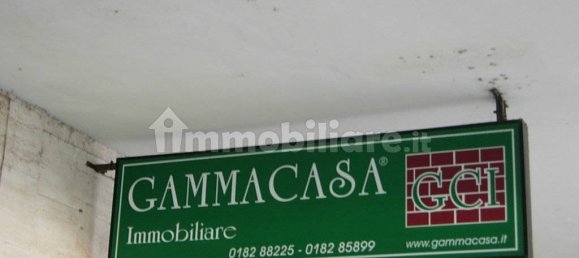 immobiliare.it
GAMMACASA®
GCI
Immobiliare
0182 88225 - 0182 85899
www.gammacasa.it